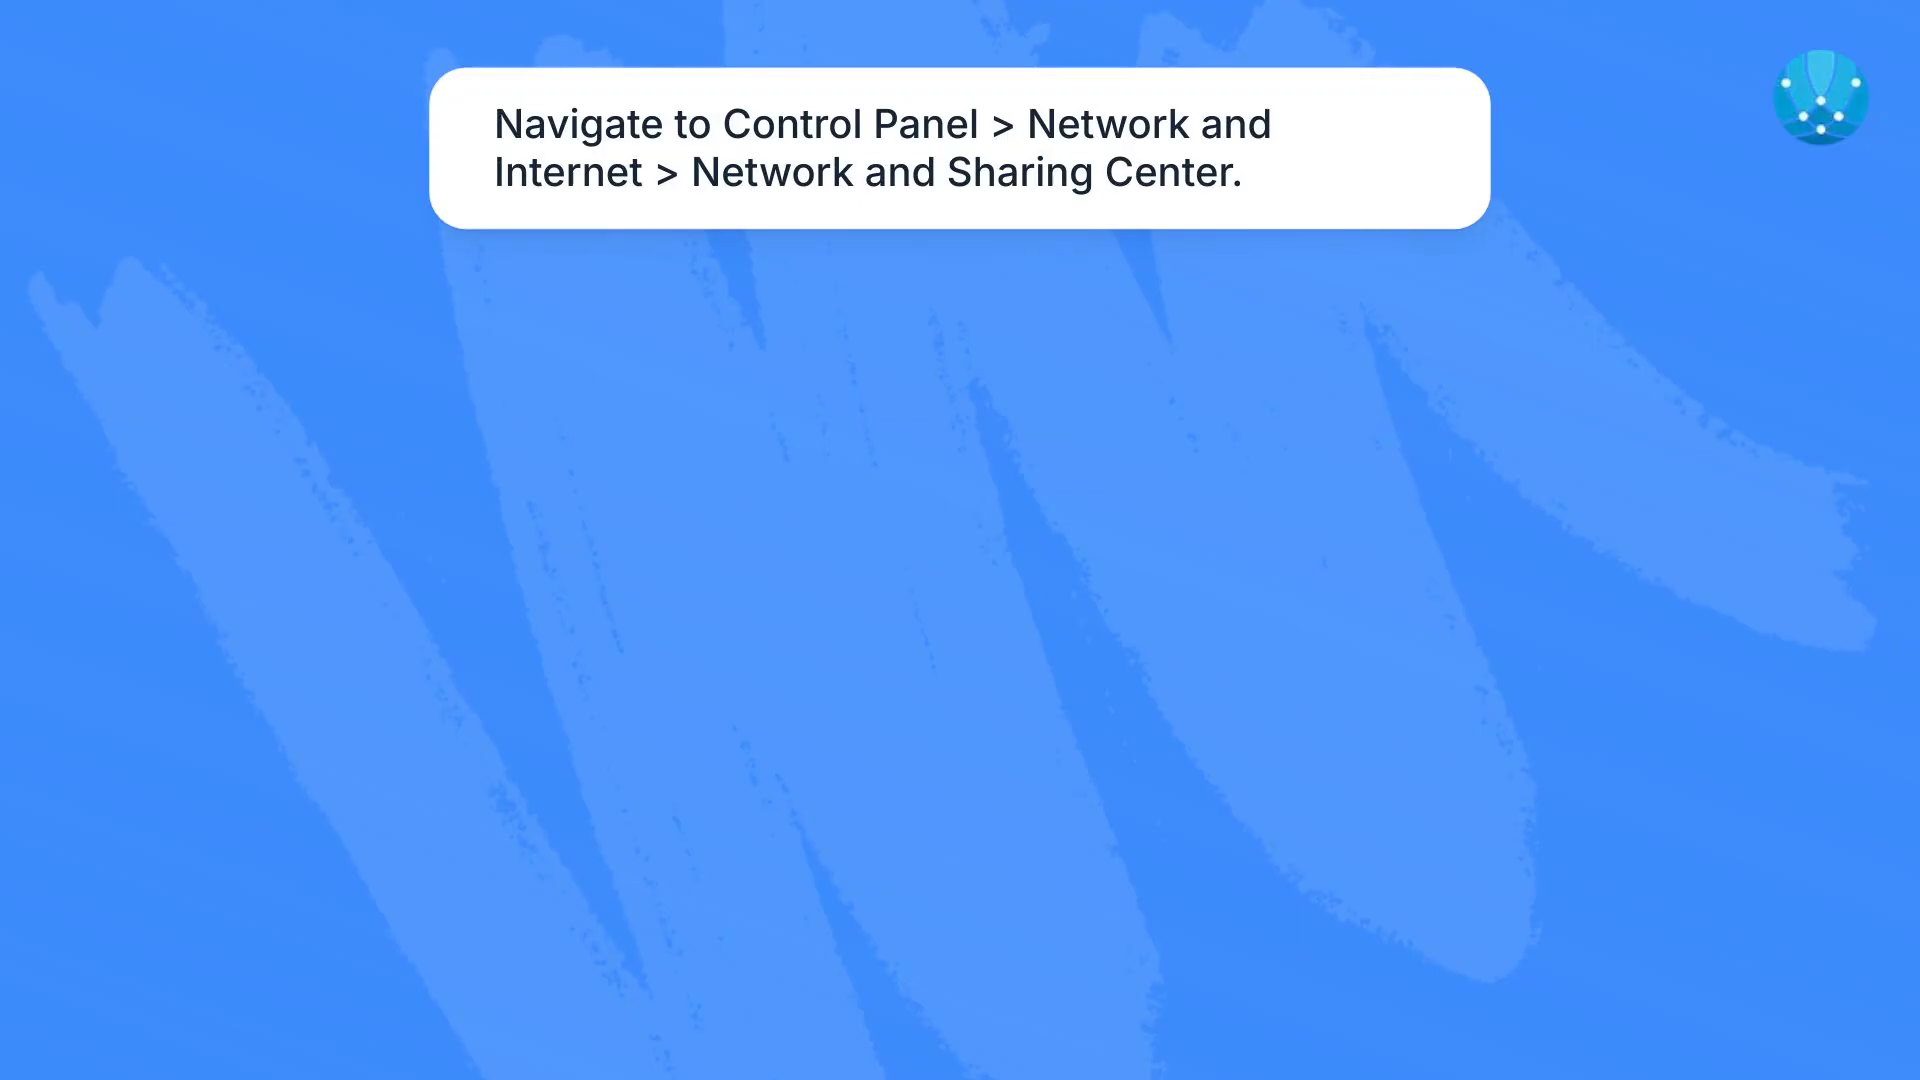 Navigate to Control Panel > Network and
Internet > Network and Sharing Center.